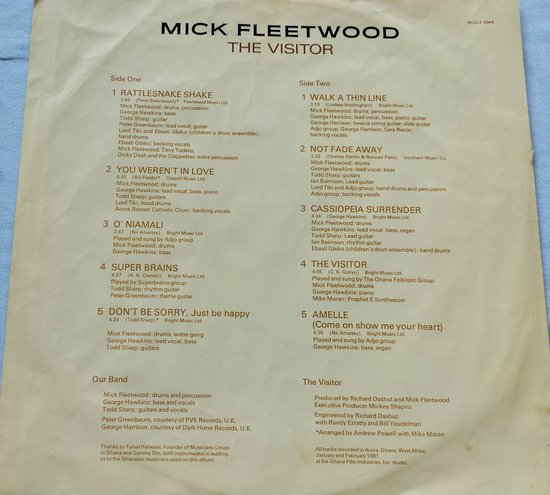 RCALP 5044
MICK FLEETWOOD
THE VISITOR
Side One
1 RATTLESNAKE SHAKE
3.49 (Peter Greenbaum)* Fleetwood Music Ltd.
Mick Fleetwood: drums, percussion
George Hawkins: bass
Todd Sharp: guitar
Peter Greenbaum: lead vocal, guitar
Lord Tiki and Ebaali Gbiko (children's drum ensemble):
hand drums
Ebaali Gbiko: backing vocals
Mick Fleetwood, Tony Todaro,
Dicky Dash and the Clappettes: extra percussion
2 YOU WEREN'T IN LOVE
(Billy Fields)* Chapell Music Ltd.
Mick Fleetwood: drums
George Hawkins: lead vocal, bass, piano
Todd Sharp: guitars
Lord Tiki: hand drums
Accra Roman Catholic Choir: backing vocals
3 O' NIAMALI
2.47 (Nii Amartey) Bright Music Ltd.
Played and sung by Adjo group
Mick Fleetwood: drums
George Hawkins: bass
4 SUPER BRAINS
4.07 (A. B. Crentsil) Bright Music Ltd.
Played by Superbrains group
Todd Sharp: rhythm guitar
Peter Greenbaum: theme guitar
5 DON'T BE SORRY, Just be happy
4.24 (Todd Sharp)* Bright Music Ltd.
Mick Fleetwood: drums, water gong
George Hawkins: lead vocal, bass
Todd Sharp: guitars
Our Band
Mick Fleetwood: drums and percussion
George Hawkins: bass and vocals
Todd Sharp: guitars and vocals
Peter Greenbaum, courtesy of PVK Records, U.K.
George Harrison, courtesy of Dark Horse Records, U.K.
Thanks to Faisal Helwani, Founder of Musicians Union
in Ghana and Sammy Oto, both instrumental in leading
us to the Ghanaian musicians used on this album.
Side Two
1 WALK A THIN LINE
3.19 (Lindsey Buckingham) Bright Music Ltd.
Mick Fleetwood: drums, percussion
George Hawkins: lead vocal, bass, piano, guitar
George Harrison: twelve string guitar, slide guitar
Adjo group, George Harrison, Sara Recor:
backing vocals
2 NOT FADE AWAY
2.22 (Charles Hardin & Norman Petty) Southern Music Co.
Mick Fleetwood: drums
George Hawkins: lead vocal, bass
Todd Sharp: guitars
Ian Bairnson: Lead guitar
Lord Tiki and Adjo group: hand drums and percussion
Adjo group: backing vocals
3 CASSIOPEIA SURRENDER
4.34 (George Hawkins) Bright Music Ltd.
Mick Fleetwood: drums
George Hawkins: lead vocals, bass, organ
Todd Sharp: Lead guitar
Ian Bairnson: rhythm guitar
Ebaali Gbiko (children's drum ensemble): hand drums
4 THE VISITOR
4.05 (C. K. Ganyo) Bright Music Ltd.
Played and sung by The Ghana Folkloric Group
Mick Fleetwood: drums
George Hawkins: piano
Mike Moran: Prophet 5 Synthesizer
5 AMELLE
(Come on show me your heart)
4.35 (Nii Amartey) Bright Music Ltd.
Played and sung by Adjo group
George Hawkins: bass, organ
The Visitor
Produced by Richard Dashut and Mick Fleetwood
Executive Producer Mickey Shapiro
Engineered by Richard Dashut
with Randy Ezratty and Bill Youdelman
*Arranged by Andrew Powell with Mike Moran
All tracks recorded in Accra, Ghana, West Africa,
January and February 1981
at the Ghana Film Industries, Inc. studio.